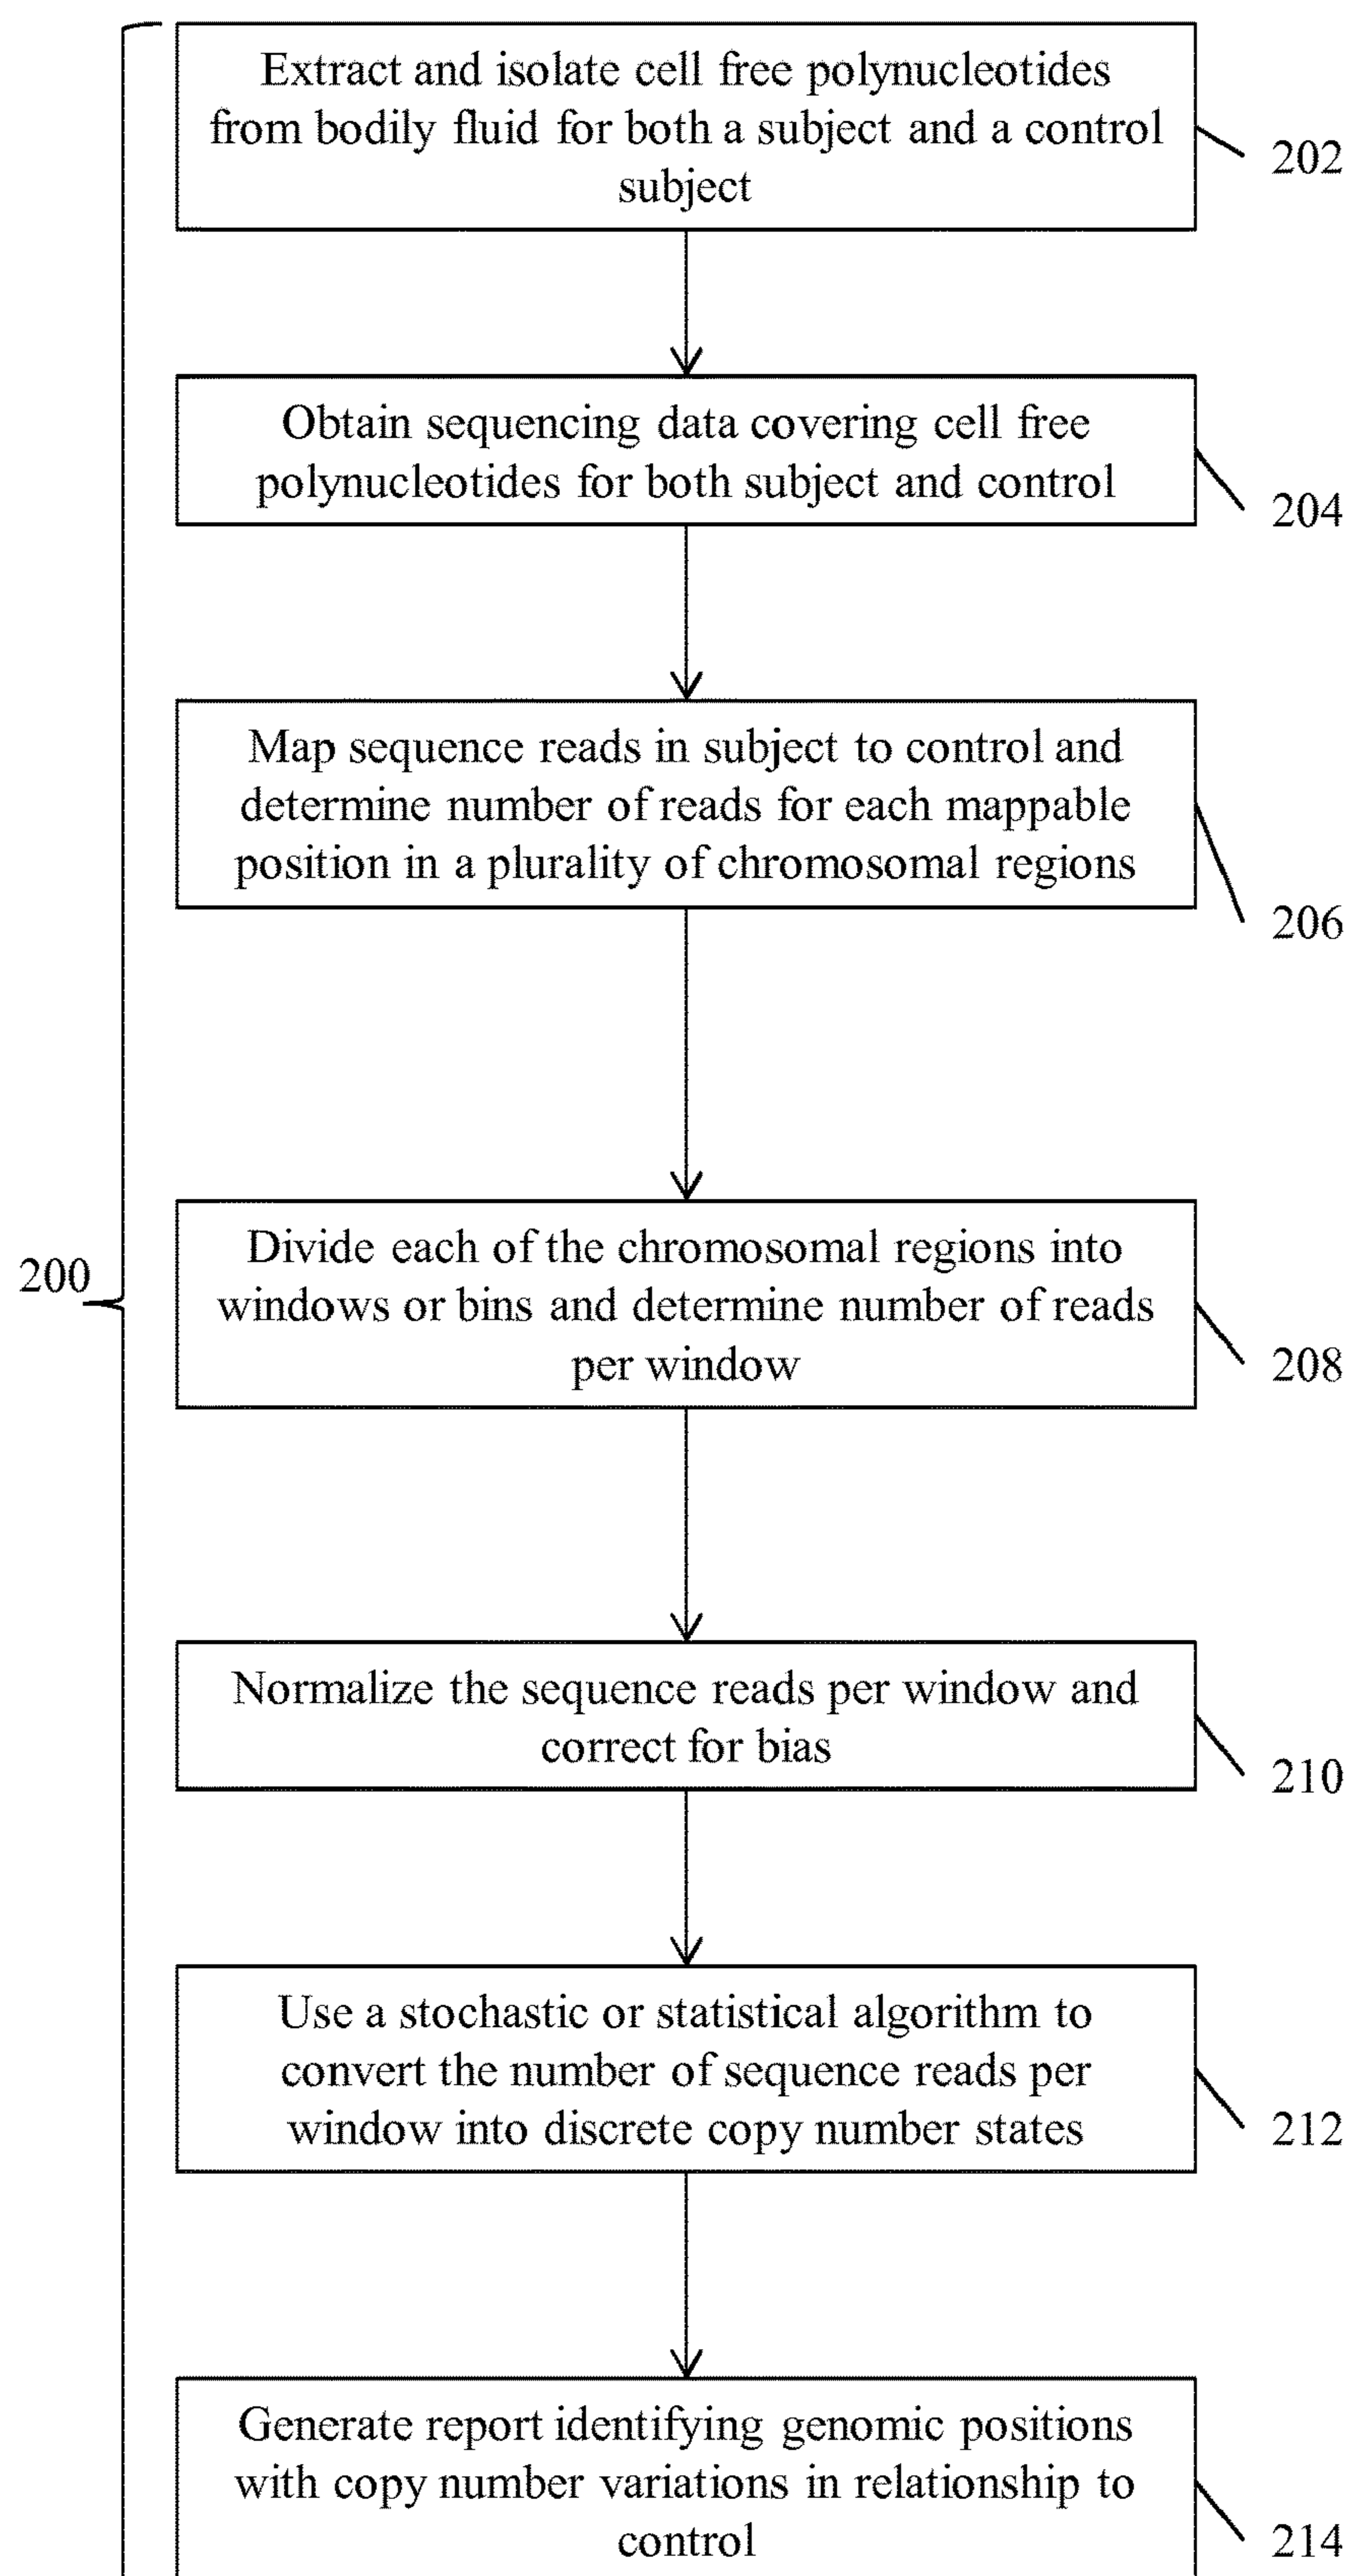 Extract and isolate cell free polynucleotides
from bodily fluid for both a subject and a control
subject
202
Obtain sequencing data covering cell free
polynucleotides for both subject and control
204
Map sequence reads in subject to control and
determine number of reads for each mappable
position in a plurality of chromosomal regions
206
200
Divide each of the chromosomal regions into
windows or bins and determine number of reads
per window
208
Normalize the sequence reads per window and
correct for bias
210
Use a stochastic or statistical algorithm to
convert the number of sequence reads per
window into discrete copy number states
212
Generate report identifying genomic positions
with copy number variations in relationship to
control
214